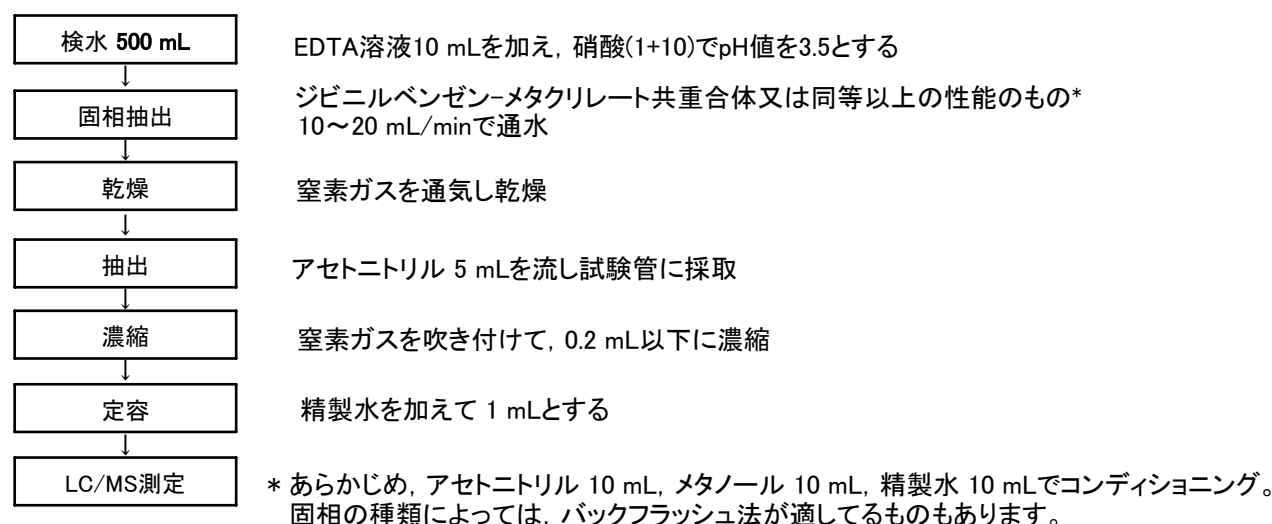 検水 500 mL
EDTA溶液10 mLを加え，硝酸(1+10)でpH値を3.5とする
↓
固相抽出
ジビニルベンゼン-メタクリレート共重合体又は同等以上の性能のもの*
10～20 mL/minで通水
↓
乾燥
窒素ガスを通気し乾燥
↓
抽出
アセトニトリル 5 mLを流し試験管に採取
↓
濃縮
窒素ガスを吹き付けて，0.2 mL以下に濃縮
↓
定容
精製水を加えて 1 mLとする
↓
LC/MS測定
* あらかじめ，アセトニトリル 10 mL，メタノール 10 mL，精製水 10 mLでコンディショニング。
固相の種類によっては，バックフラッシュ法が適してるものもあります。